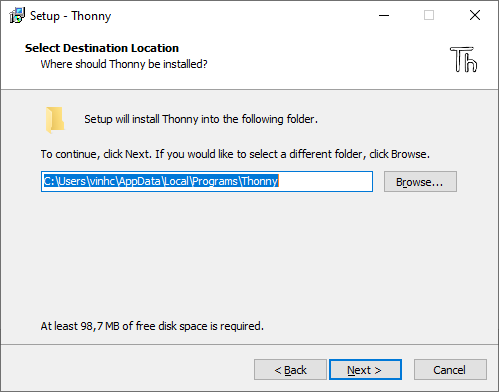 Setup - Thonny
Select Destination Location
Where should Thonny be installed?
Th
Setup will install Thonny into the following folder.
To continue, click Next. If you would like to select a different folder, click Browse.
C:\Users\vinhc\AppData\Local\Programs\Thonny
Browse...
At least 98,7 MB of free disk space is required.
< Back
Next >
Cancel